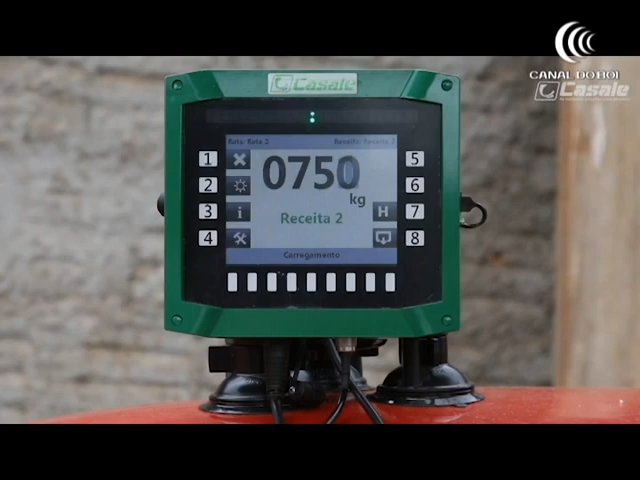 CANAL DO BOI
Casale
Casale
Rota: Rota 2
Receita: Receita 2
0750
kg
Receita 2
Carregamento
1
2
3
4
i
H
5
6
7
8